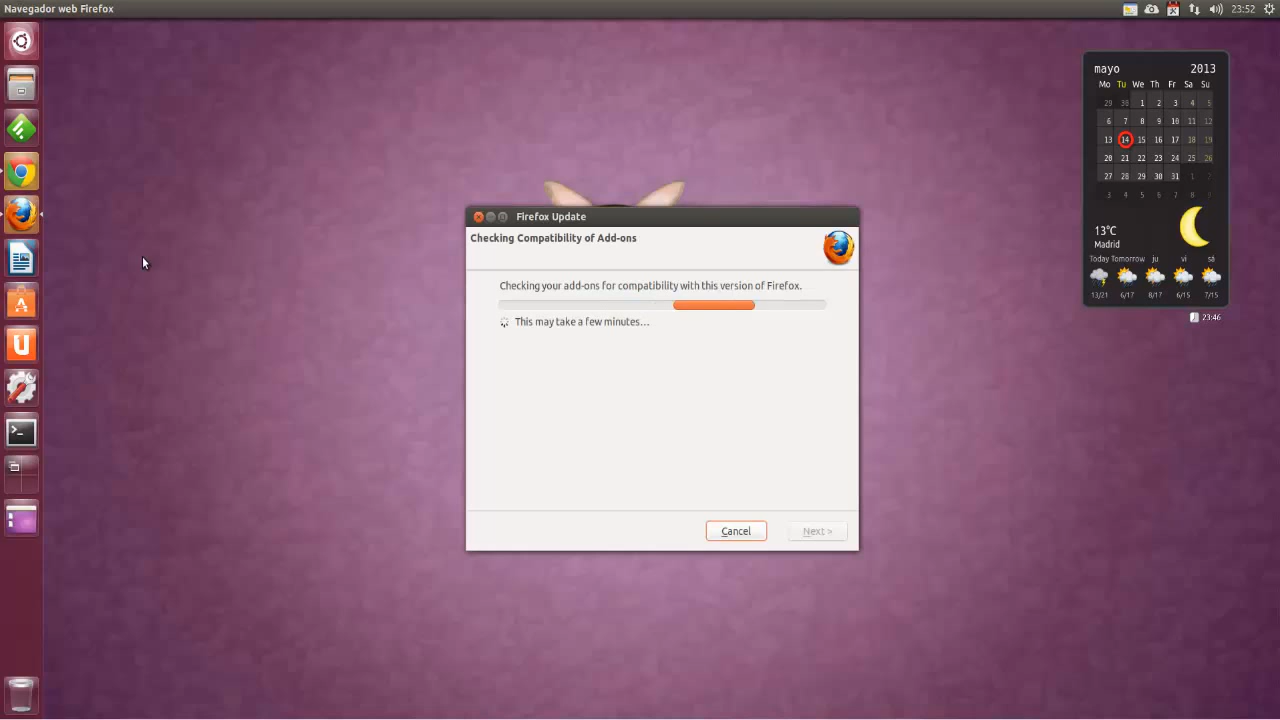 Navegador web Firefox
23:52
mayo 2013
Mo Tu We Th Fr Sa Su
29 30 1 2 3 4 5
6 7 8 9 10 11 12
13 14 15 16 17 18 19
20 21 22 23 24 25 26
27 28 29 30 31 1 2
3 4 5 6 7 8 9
13ºC
Madrid
Today Tomorrow ju vi sá
13/21 6/17 8/17 6/15 7/15
23:46
Firefox Update
Checking Compatibility of Add-ons
Checking your add-ons for compatibility with this version of Firefox.
This may take a few minutes…
Cancel
Next >